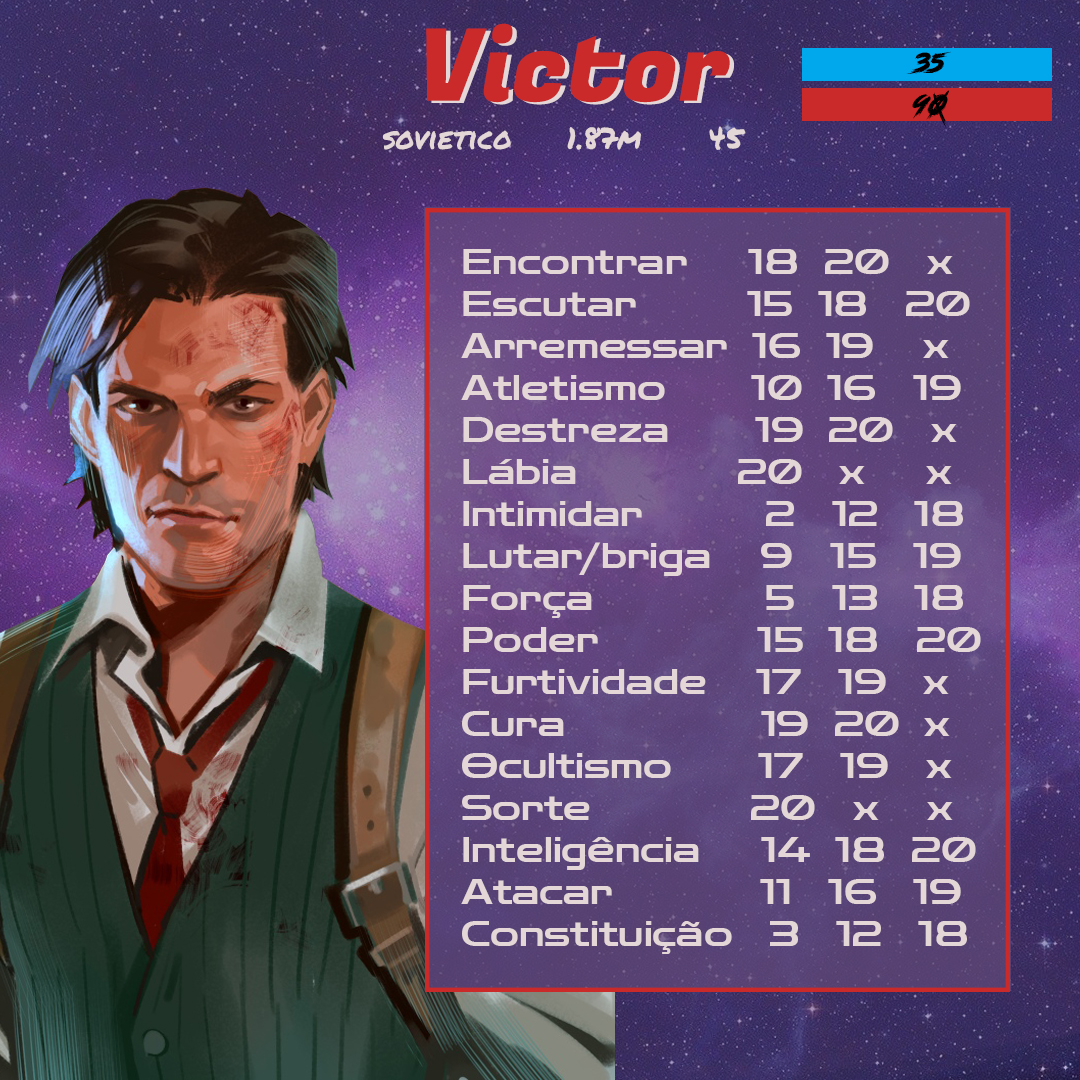 Victor
35
90
SOVIETICO 1.87M 45
Encontrar 18 20 x
Escutar 15 18 20
Arremessar 16 19 x
Atletismo 10 16 19
Destreza 19 20 x
Lábia 20 x x
Intimidar 2 12 18
Lutar/briga 9 15 19
Força 5 13 18
Poder 15 18 20
Furtividade 17 19 x
Cura 19 20 x
Ocultismo 17 19 x
Sorte 20 x x
Inteligência 14 18 20
Atacar 11 16 19
Constituição 3 12 18